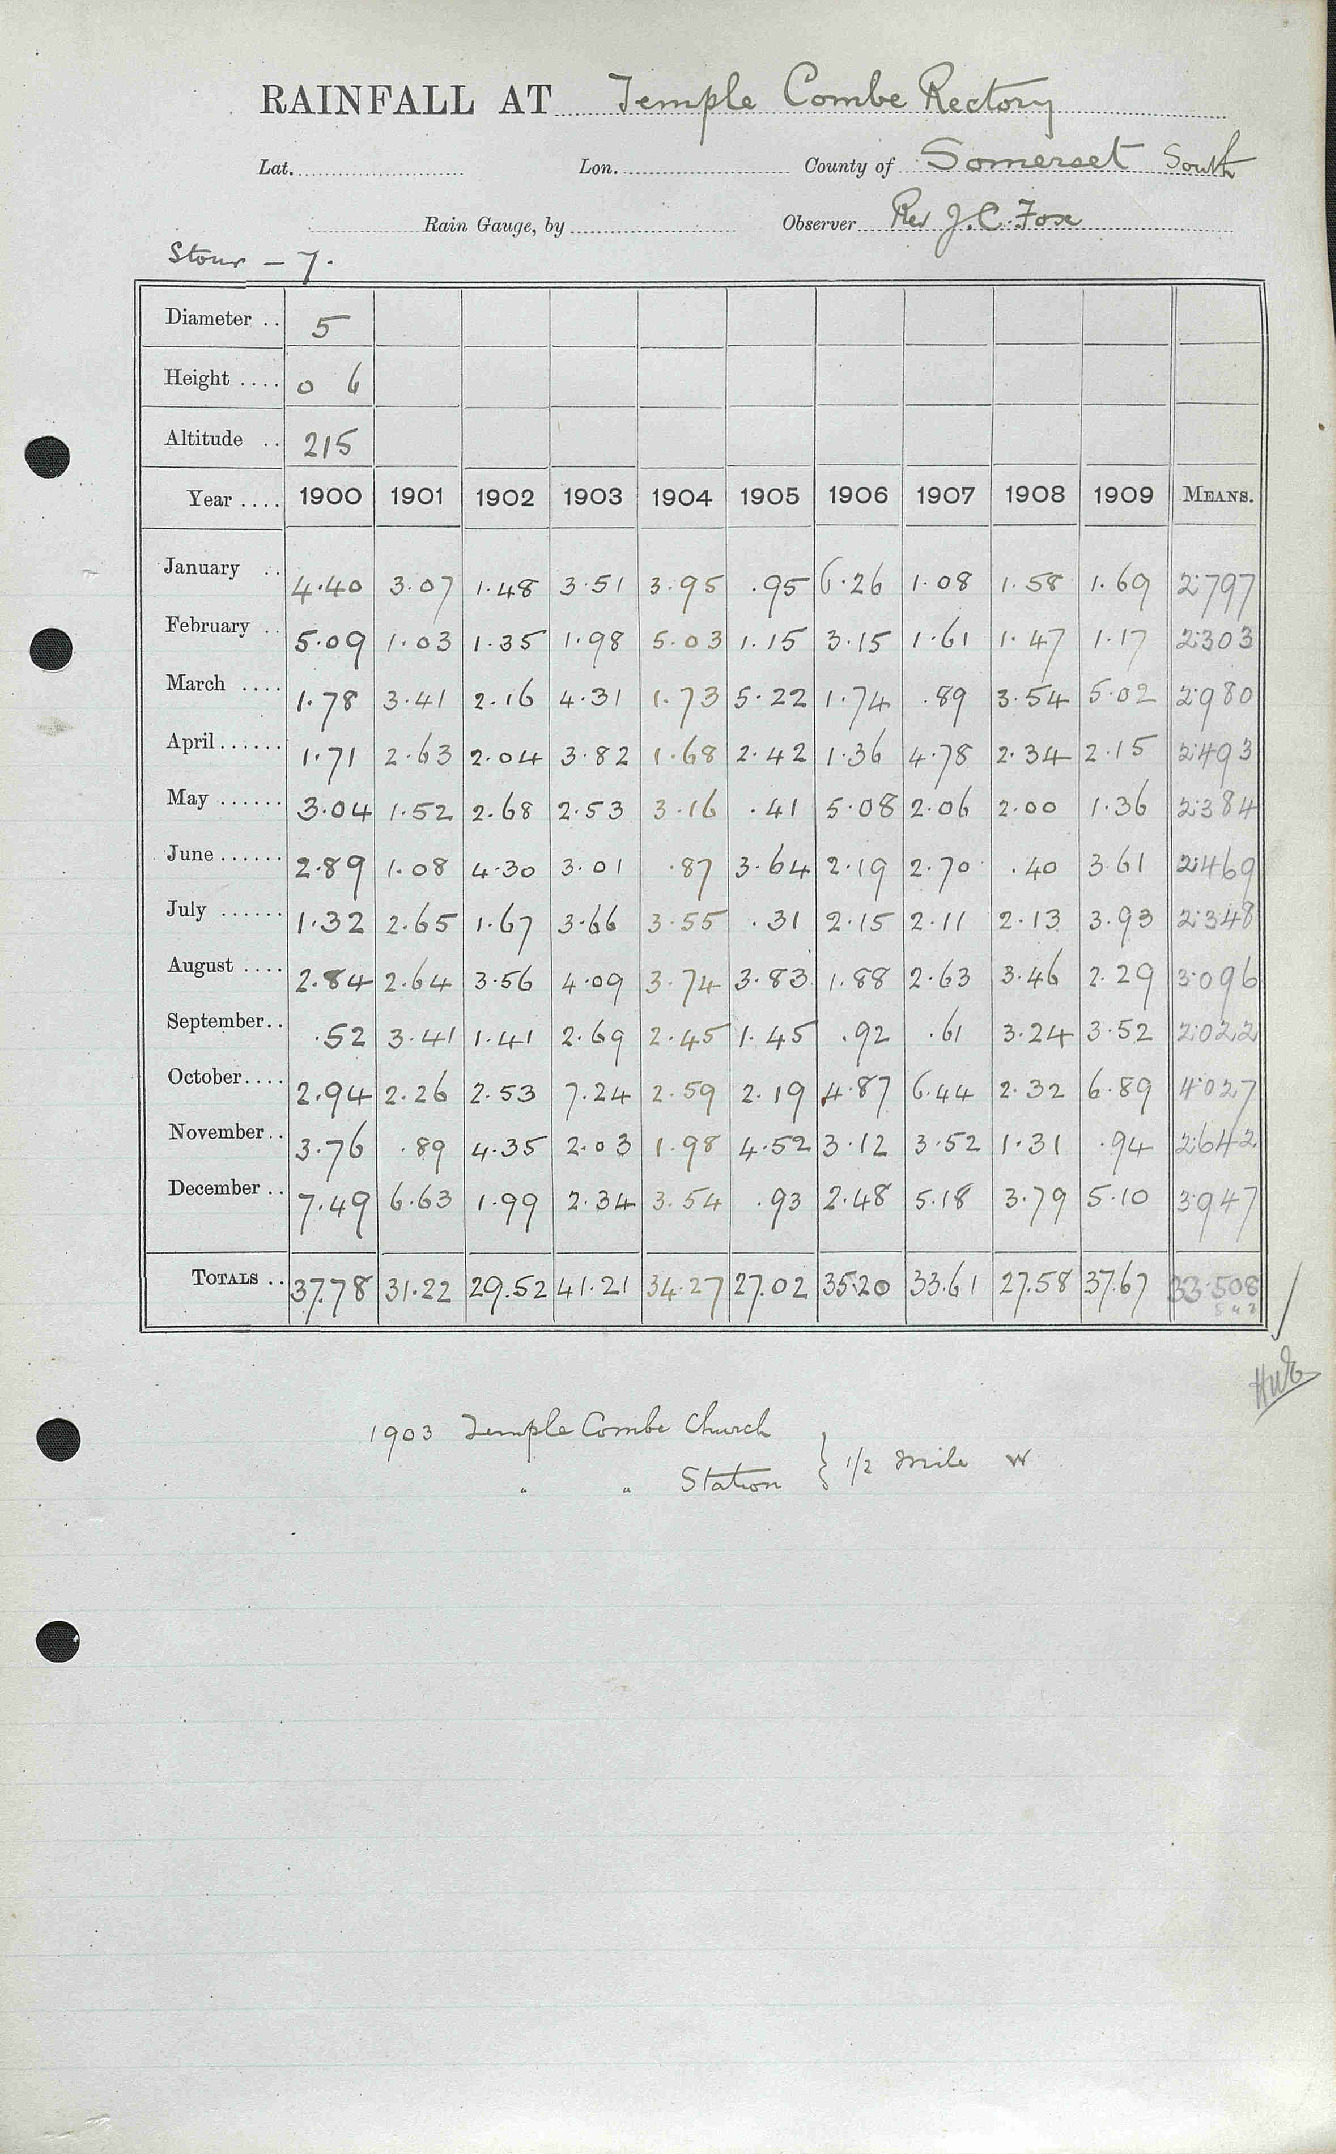 RAINFALL AT Temple Combe Rectory
Lat. Lon. County of Somerset South
Rain Gauge, by Observer Rev J. C. Fox
Stour - 7.
Diameter .. 5
Height .... 0 6
Altitude .. 215
Year .... 1900 1901 1902 1903 1904 1905 1906 1907 1908 1909 MEANS.
January .. 4.40 3.07 1.48 3.51 3.95 .95 6.26 1.08 1.58 1.69 2.797
February .. 5.09 1.03 1.35 1.98 5.03 1.15 3.15 1.61 1.47 1.17 2.303
March .... 1.78 3.41 2.16 4.31 1.73 5.22 1.74 .89 3.54 5.02 2.980
April ...... 1.71 2.63 2.04 3.82 1.68 2.42 1.36 4.78 2.34 2.15 2.493
May ...... 3.04 1.52 2.68 2.53 3.16 .41 5.08 2.06 2.00 1.36 2.384
June ...... 2.89 1.08 4.30 3.01 .87 3.64 2.19 2.70 .40 3.61 2.469
July ...... 1.32 2.65 1.67 3.66 3.55 .31 2.15 2.11 2.13 3.93 2.348
August .... 2.84 2.64 3.56 4.09 3.74 3.83 1.88 2.63 3.46 2.29 3.096
September .. .52 3.41 1.41 2.69 2.45 1.45 .92 .61 3.24 3.52 2.022
October .... 2.94 2.26 2.53 7.24 2.59 2.19 4.87 6.44 2.32 6.89 4.027
November .. 3.76 .89 4.35 2.03 1.98 4.52 3.12 3.52 1.31 .94 2.642
December .. 7.49 6.63 1.99 2.34 3.54 .93 2.48 5.18 3.79 5.10 3.947
TOTALS .. 37.78 31.22 29.52 41.21 34.27 27.02 35.20 33.61 27.58 37.67 33.508
1903 Temple Combe Church
" " Station } 1/2 mile W